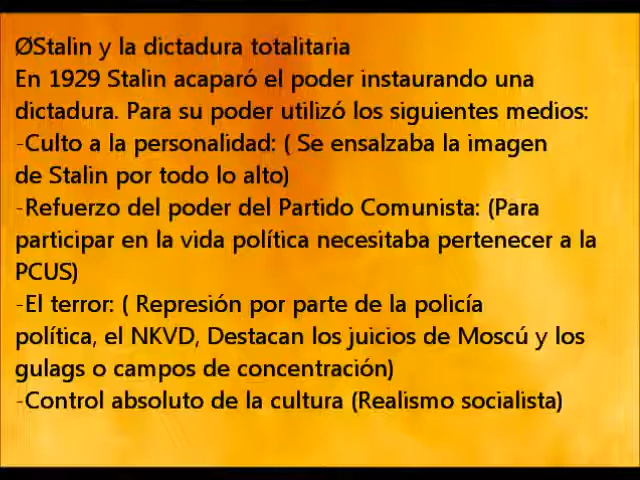 ØStalin y la dictadura totalitaria
En 1929 Stalin acaparó el poder instaurando una
dictadura. Para su poder utilizó los siguientes medios:
-Culto a la personalidad: ( Se ensalzaba la imagen
de Stalin por todo lo alto)
-Refuerzo del poder del Partido Comunista: (Para
participar en la vida política necesitaba pertenecer a la
PCUS)
-El terror: ( Represión por parte de la policía
política, el NKVD, Destacan los juicios de Moscú y los
gulags o campos de concentración)
-Control absoluto de la cultura (Realismo socialista)